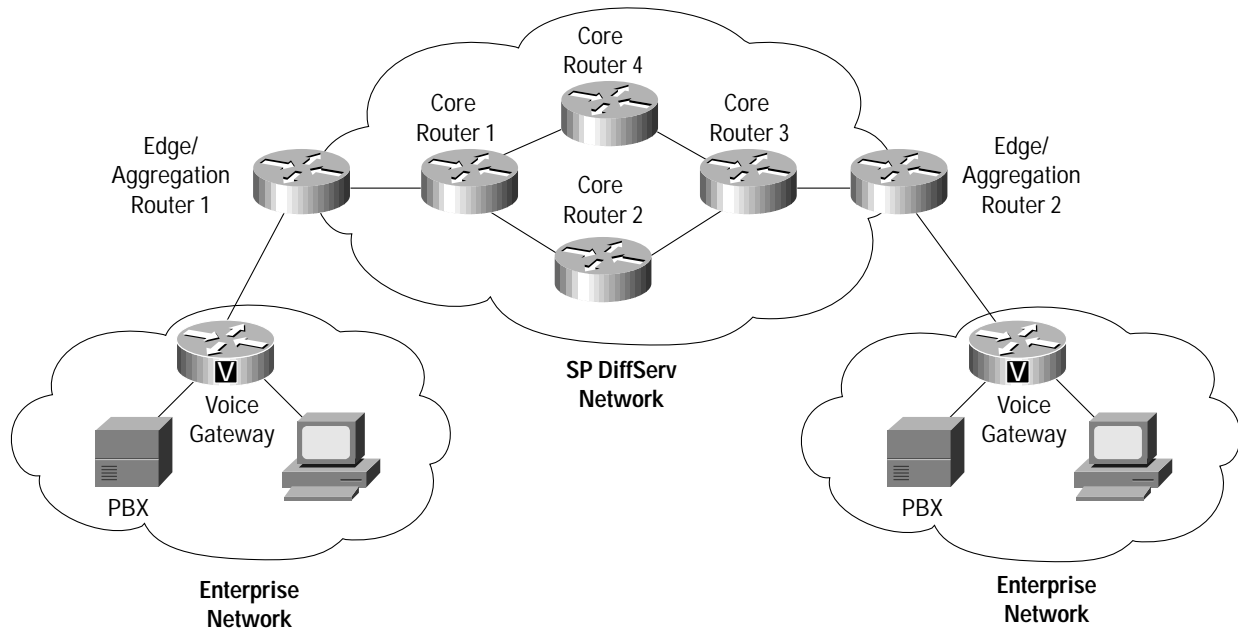 Core
Router 4
Core
Router 1
Core
Router 3
Edge/
Aggregation
Router 1
Edge/
Aggregation
Router 2
Core
Router 2
SP DiffServ
Network
V
Voice
Gateway
PBX
Enterprise
Network
V
Voice
Gateway
PBX
Enterprise
Network